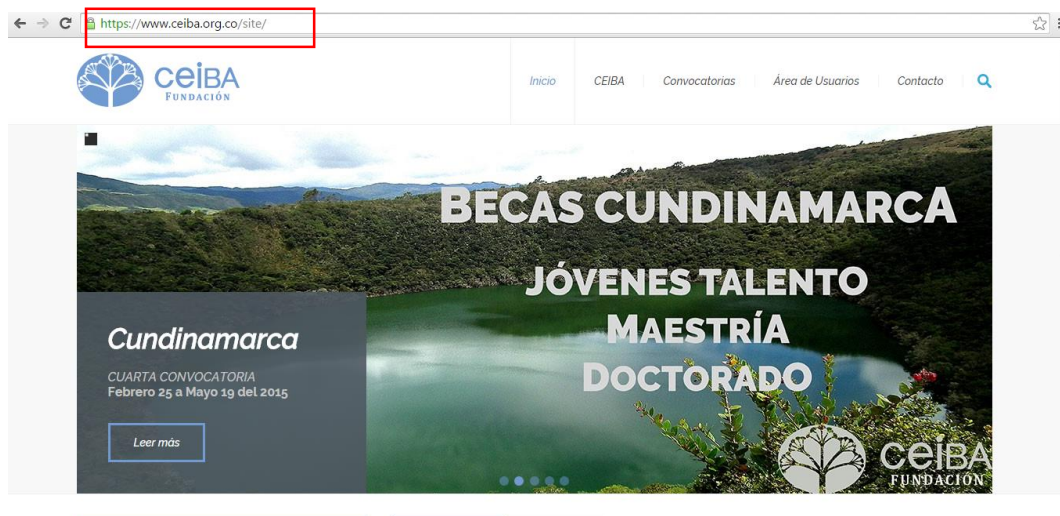 https://www.ceiba.org.co/site/
CEIBA
FUNDACIÓN
Inicio CEIBA Convocatorias Área de Usuarios Contacto
BECAS CUNDINAMARCA
JÓVENES TALENTO
MAESTRÍA
DOCTORADO
Cundinamarca
CUARTA CONVOCATORIA
Febrero 25 a Mayo 19 del 2015
Leer más
CEIBA
FUNDACIÓN